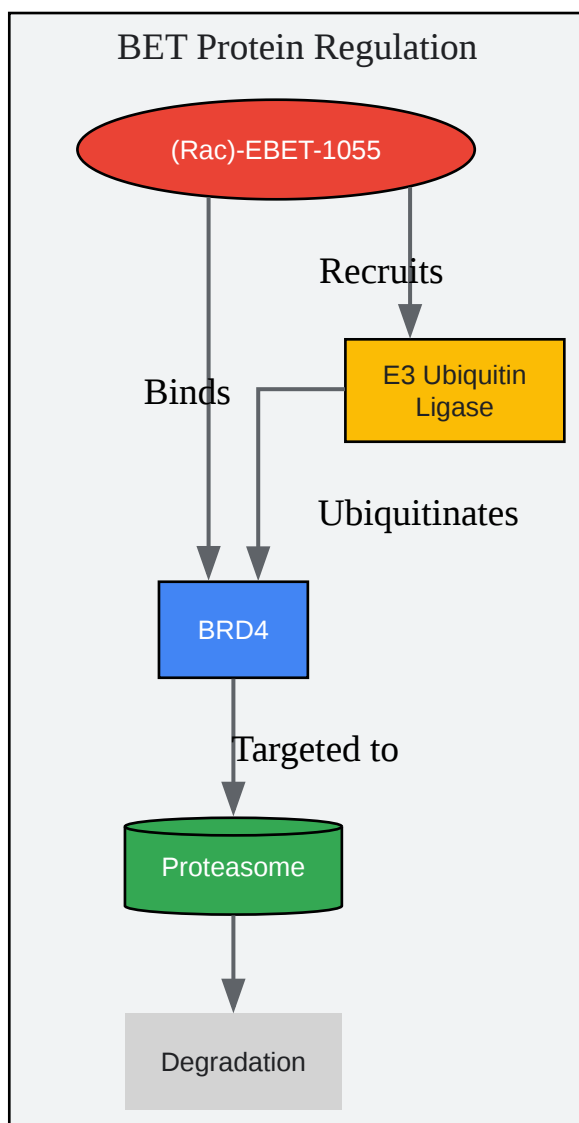 BET Protein Regulation
(Rac)-EBET-1055
Recruits
E3 Ubiquitin
Ligase
Binds
Ubiquitinates
BRD4
Targeted to
Proteasome
Degradation